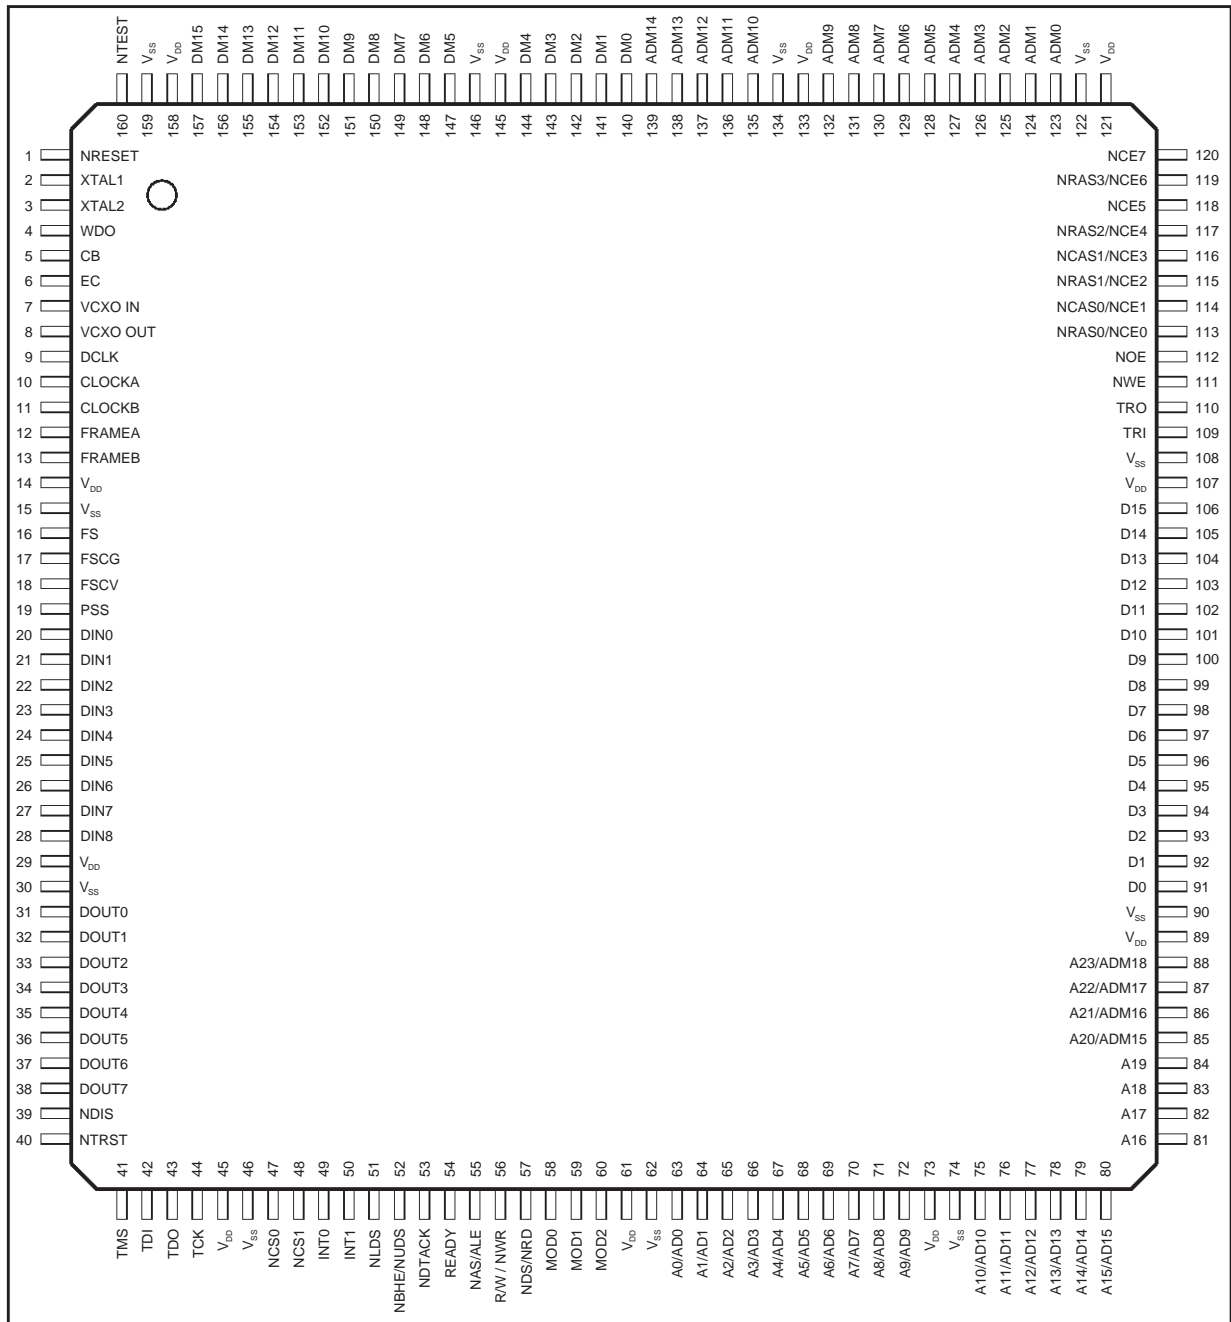 NTEST VSS VDD DM15 DM14 DM13 DM12 DM11 DM10 DM9 DM8 DM7 DM6 DM5 VSS VDD DM4 DM3 DM2 DM1 DM0 ADM14 ADM13 ADM12 ADM11 ADM10 VSS VDD ADM9 ADM8 ADM7 ADM6 ADM5 ADM4 ADM3 ADM2 ADM1 ADM0 VSS VDD
160 159 158 157 156 155 154 153 152 151 150 149 148 147 146 145 144 143 142 141 140 139 138 137 136 135 134 133 132 131 130 129 128 127 126 125 124 123 122 121
1 NRESET NCE7 120
2 XTAL1 NRAS3/NCE6 119
3 XTAL2 NCE5 118
4 WDO NRAS2/NCE4 117
5 CB NCAS1/NCE3 116
6 EC NRAS1/NCE2 115
7 VCXO IN NCAS0/NCE1 114
8 VCXO OUT NRAS0/NCE0 113
9 DCLK NOE 112
10 CLOCKA NWE 111
11 CLOCKB TRO 110
12 FRAMEA TRI 109
13 FRAMEB VSS 108
14 VDD VDD 107
15 VSS D15 106
16 FS D14 105
17 FSCG D13 104
18 FSCV D12 103
19 PSS D11 102
20 DIN0 D10 101
21 DIN1 D9 100
22 DIN2 D8 99
23 DIN3 D7 98
24 DIN4 D6 97
25 DIN5 D5 96
26 DIN6 D4 95
27 DIN7 D3 94
28 DIN8 D2 93
29 VDD D1 92
30 VSS D0 91
31 DOUT0 VSS 90
32 DOUT1 VDD 89
33 DOUT2 A23/ADM18 88
34 DOUT3 A22/ADM17 87
35 DOUT4 A21/ADM16 86
36 DOUT5 A20/ADM15 85
37 DOUT6 A19 84
38 DOUT7 A18 83
39 NDIS A17 82
40 NTRST A16 81
41 42 43 44 45 46 47 48 49 50 51 52 53 54 55 56 57 58 59 60 61 62 63 64 65 66 67 68 69 70 71 72 73 74 75 76 77 78 79 80
TMS TDI TDO TCK VDD VSS NCS0 NCS1 INT0 INT1 NLDS NBHE/NUDS NDTACK READY NAS/ALE R/W / NWR NDS/NRD MOD0 MOD1 MOD2 VDD VSS A0/AD0 A1/AD1 A2/AD2 A3/AD3 A4/AD4 A5/AD5 A6/AD6 A7/AD7 A8/AD8 A9/AD9 VDD VSS A10/AD10 A11/AD11 A12/AD12 A13/AD13 A14/AD14 A15/AD15